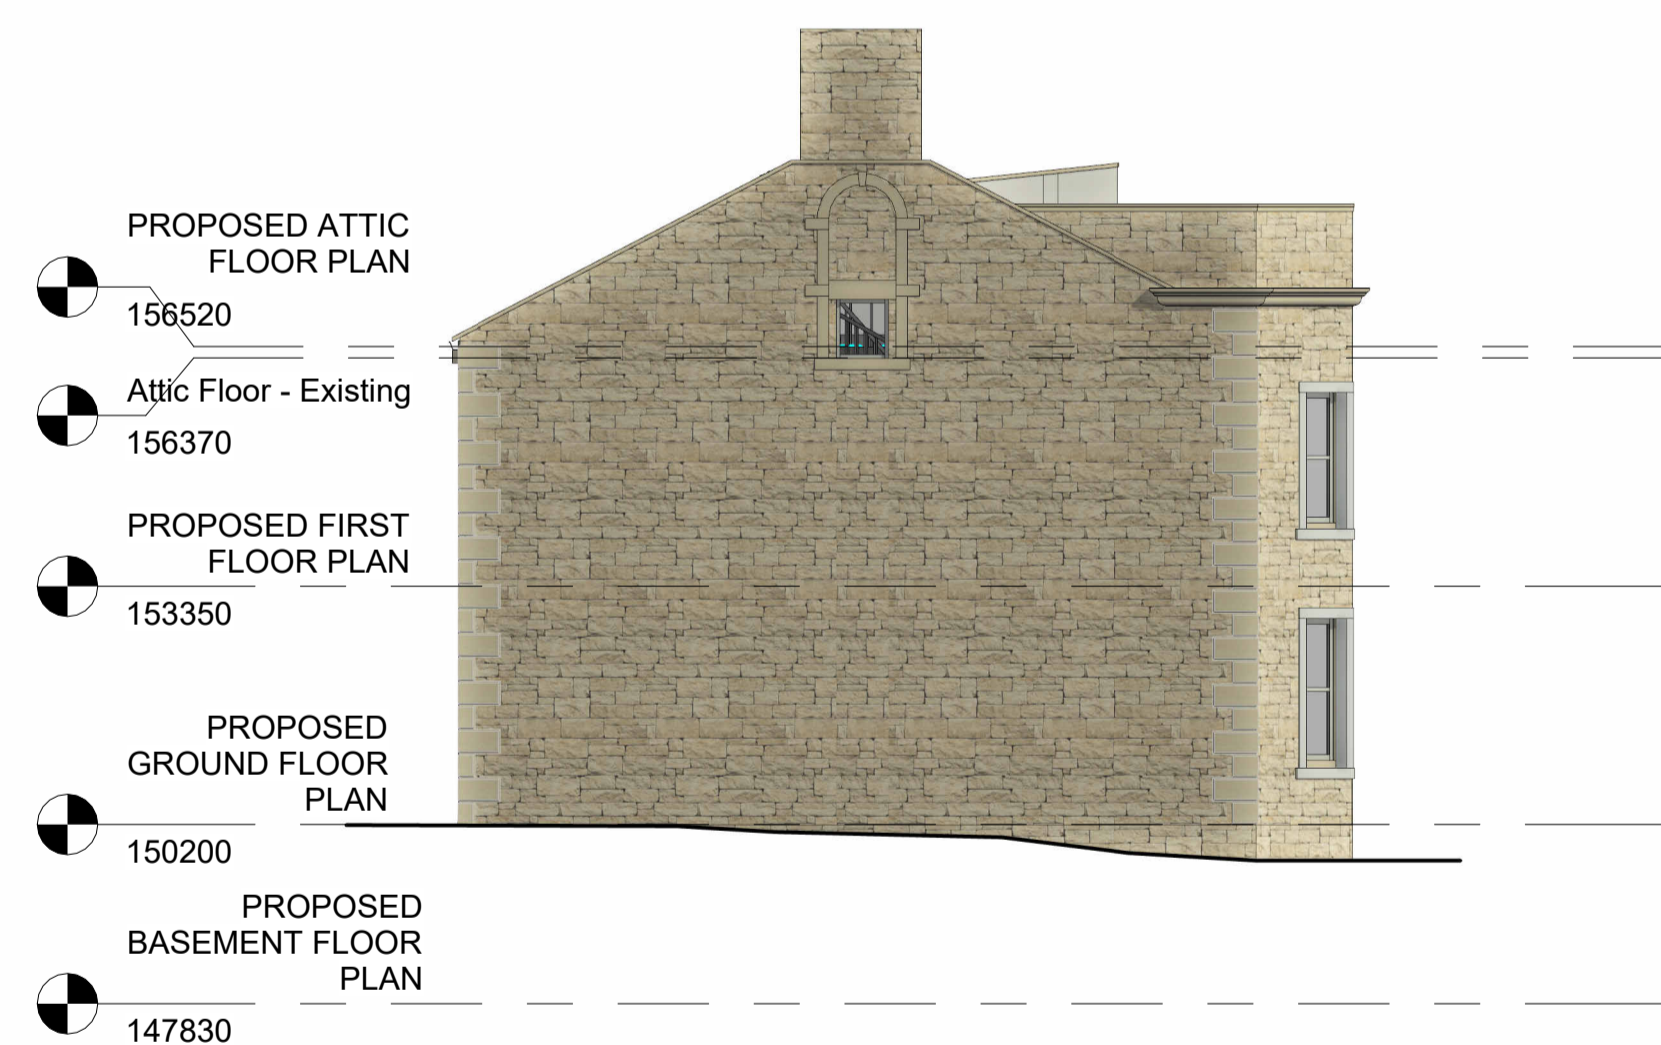 PROPOSED ATTIC
FLOOR PLAN
156520
Attic Floor - Existing
156370
PROPOSED FIRST
FLOOR PLAN
153350
PROPOSED
GROUND FLOOR
PLAN
150200
PROPOSED
BASEMENT FLOOR
PLAN
147830